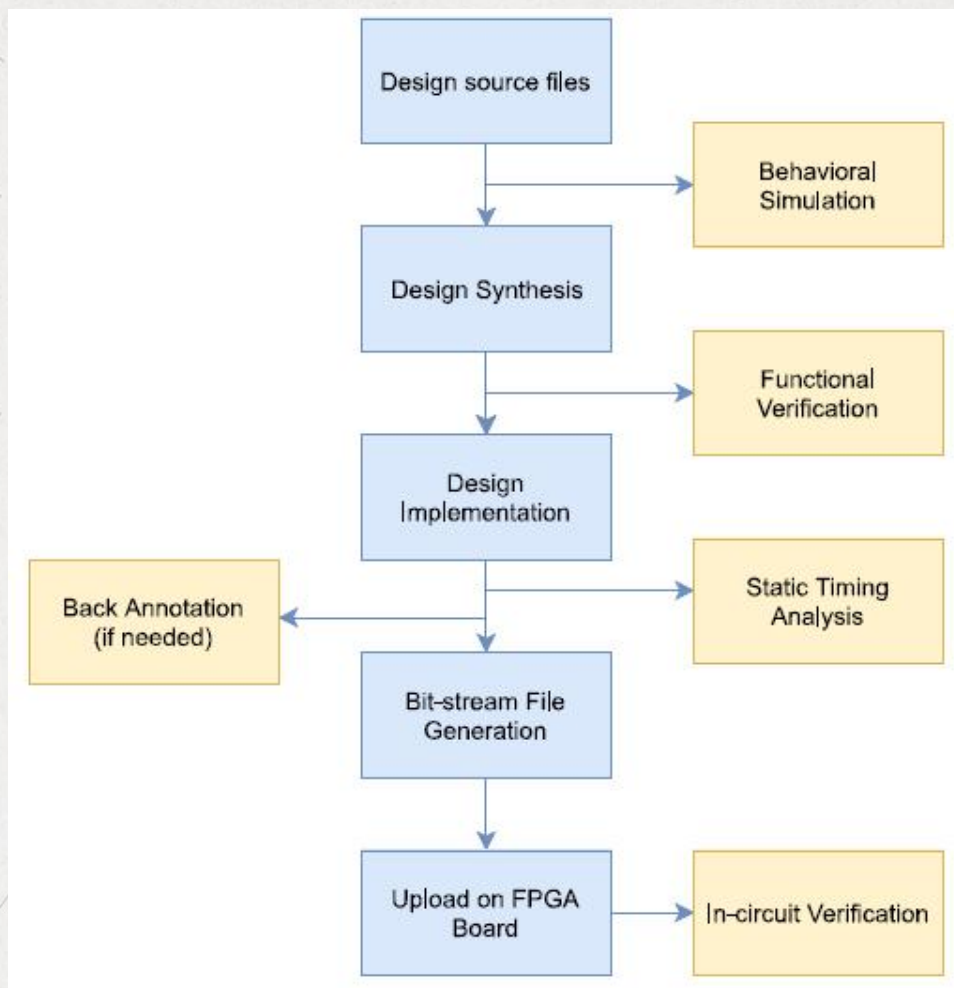 Design source files
Behavioral
Simulation
Design Synthesis
Functional
Verification
Design
Implementation
Static Timing
Analysis
Back Annotation
(if needed)
Bit-stream File
Generation
Upload on FPGA
Board
In-circuit Verification